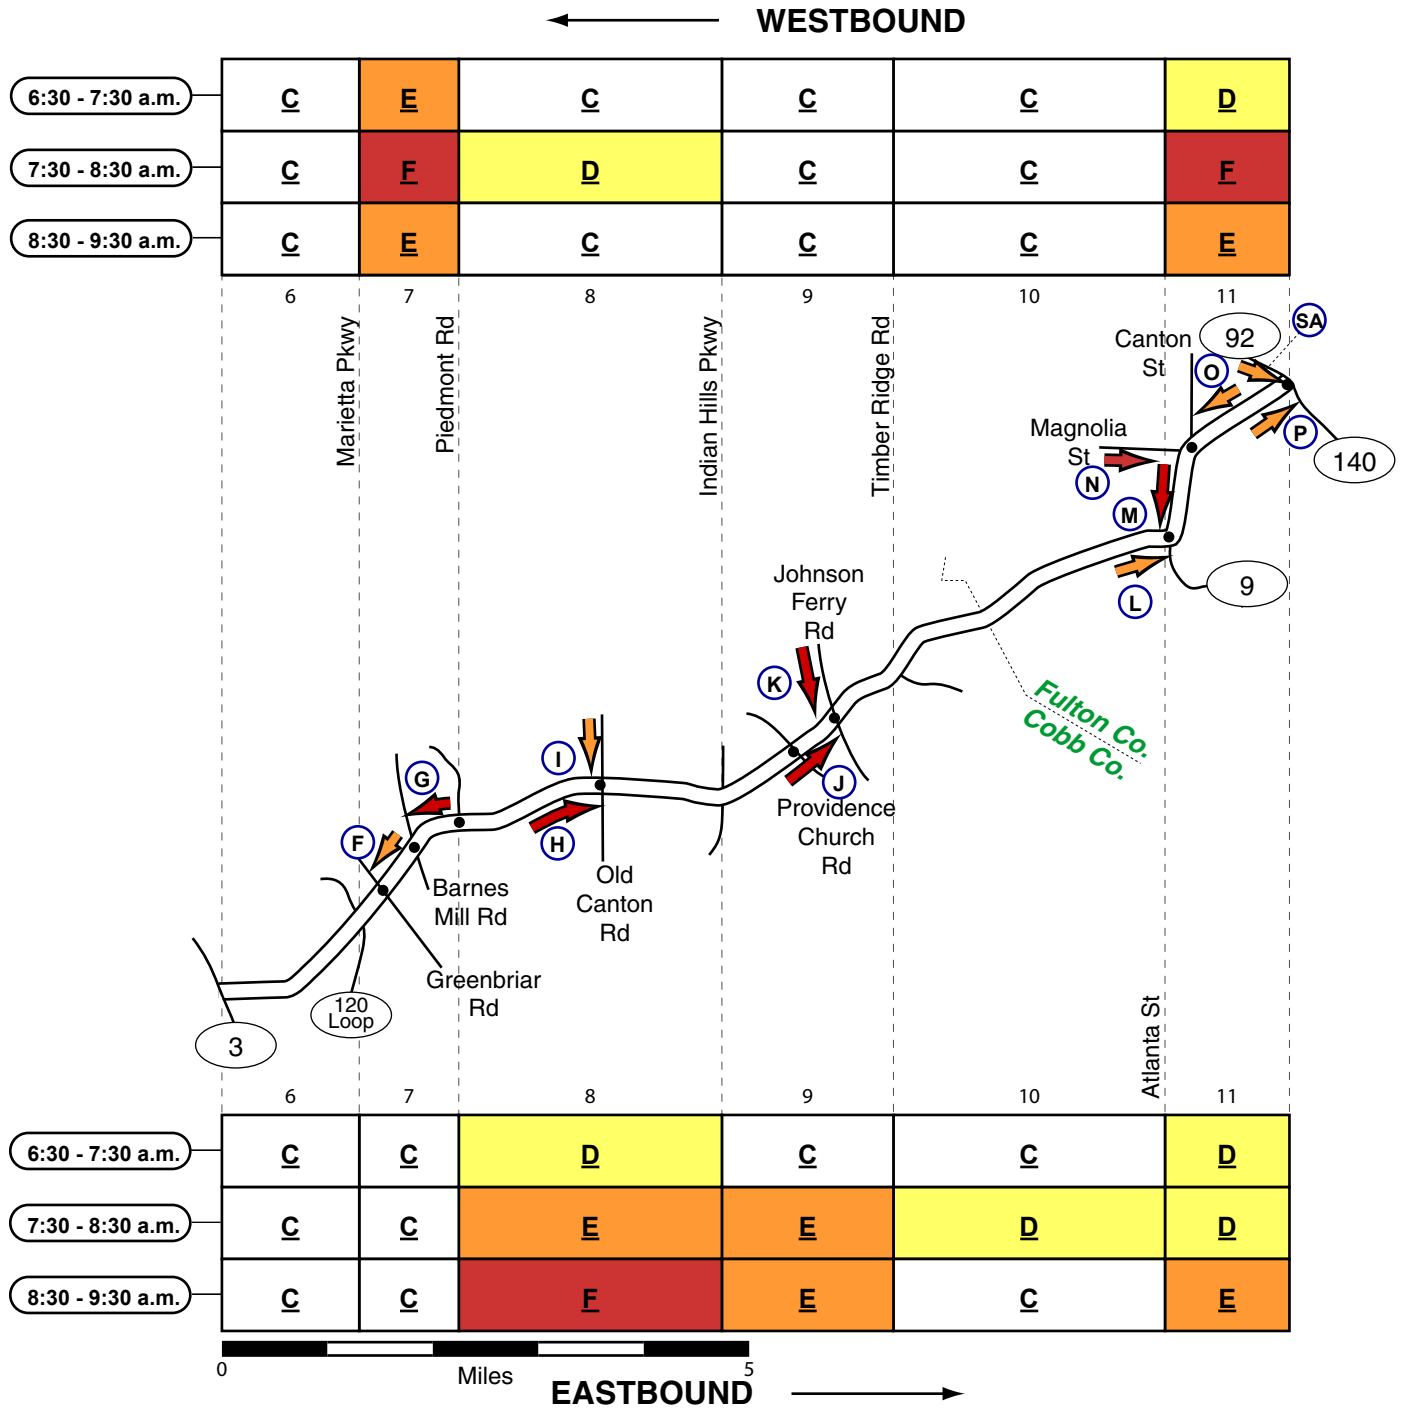 WESTBOUND
6:30 - 7:30 a.m. C E C C C D
7:30 - 8:30 a.m. C F D C C F
8:30 - 9:30 a.m. C E C C C E
6 7 8 9 10 11
Marietta Pkwy
Piedmont Rd
Indian Hills Pkwy
Timber Ridge Rd
Canton
St
92
SA
O
P
140
Magnolia
St
N
M
L
9
Johnson
Ferry
Rd
K
J
Providence
Church
Rd
Fulton Co.
Cobb Co.
I
H
G
F
Old
Canton
Rd
Barnes
Mill Rd
Greenbriar
Rd
120
Loop
3
Atlanta St
6 7 8 9 10 11
6:30 - 7:30 a.m. C C D C C D
7:30 - 8:30 a.m. C C E E D D
8:30 - 9:30 a.m. C C F E C E
0 Miles 5
EASTBOUND